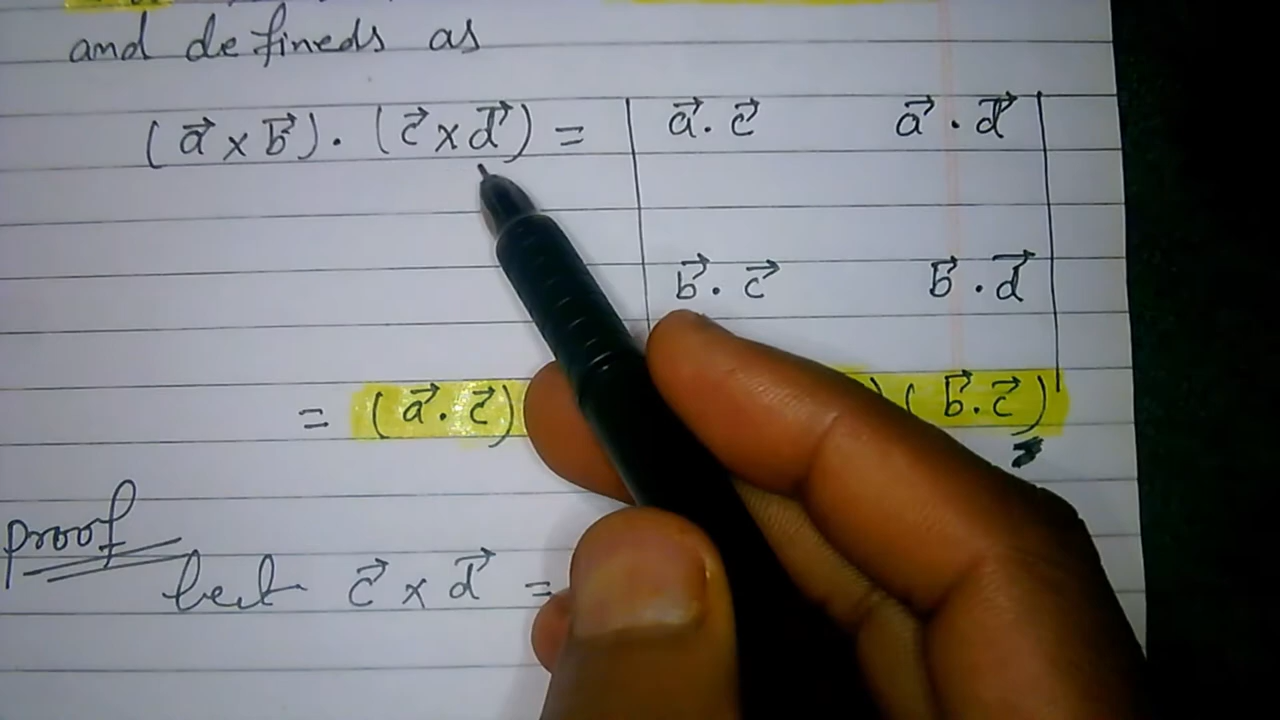 and defineds as
(a⃗ × b⃗) . (c⃗ × d⃗) = | a⃗ . c⃗ a⃗ . d⃗ |
b⃗ . c⃗ b⃗ . d⃗
= (a⃗ . c⃗) ) ( b⃗ . c⃗ )
proof
let c⃗ × d⃗ =